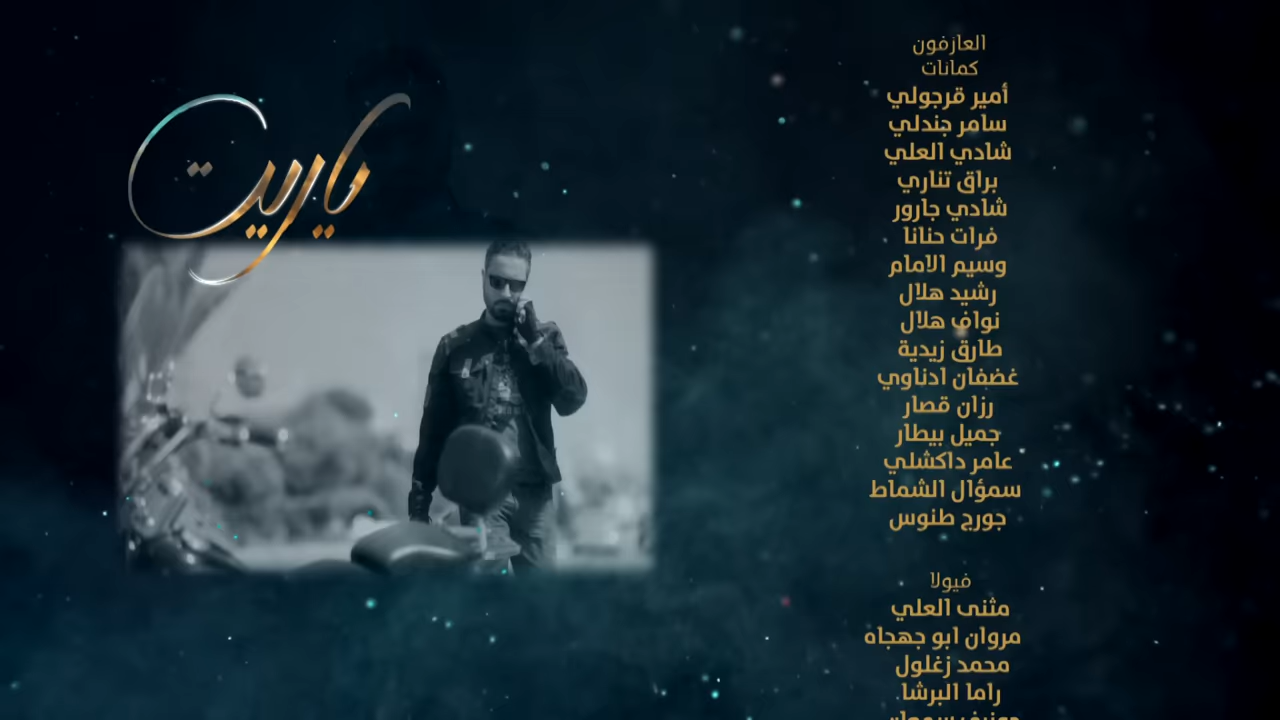 ياريت
العازفون
كمانات
أمير قرجولي
سامر جندلي
شادي العلي
براق تناري
شادي جارور
فرات حنانا
وسيم الامام
رشيد هلال
نواف هلال
طارق زيدية
غضفان ادناوي
رزان قصار
جميل بيطار
عامر داكشلي
سمؤال الشماط
جورج طنوس
فيولا
مثنى العلي
مروان ابو جهجاه
محمد زغلول
راما البرشا